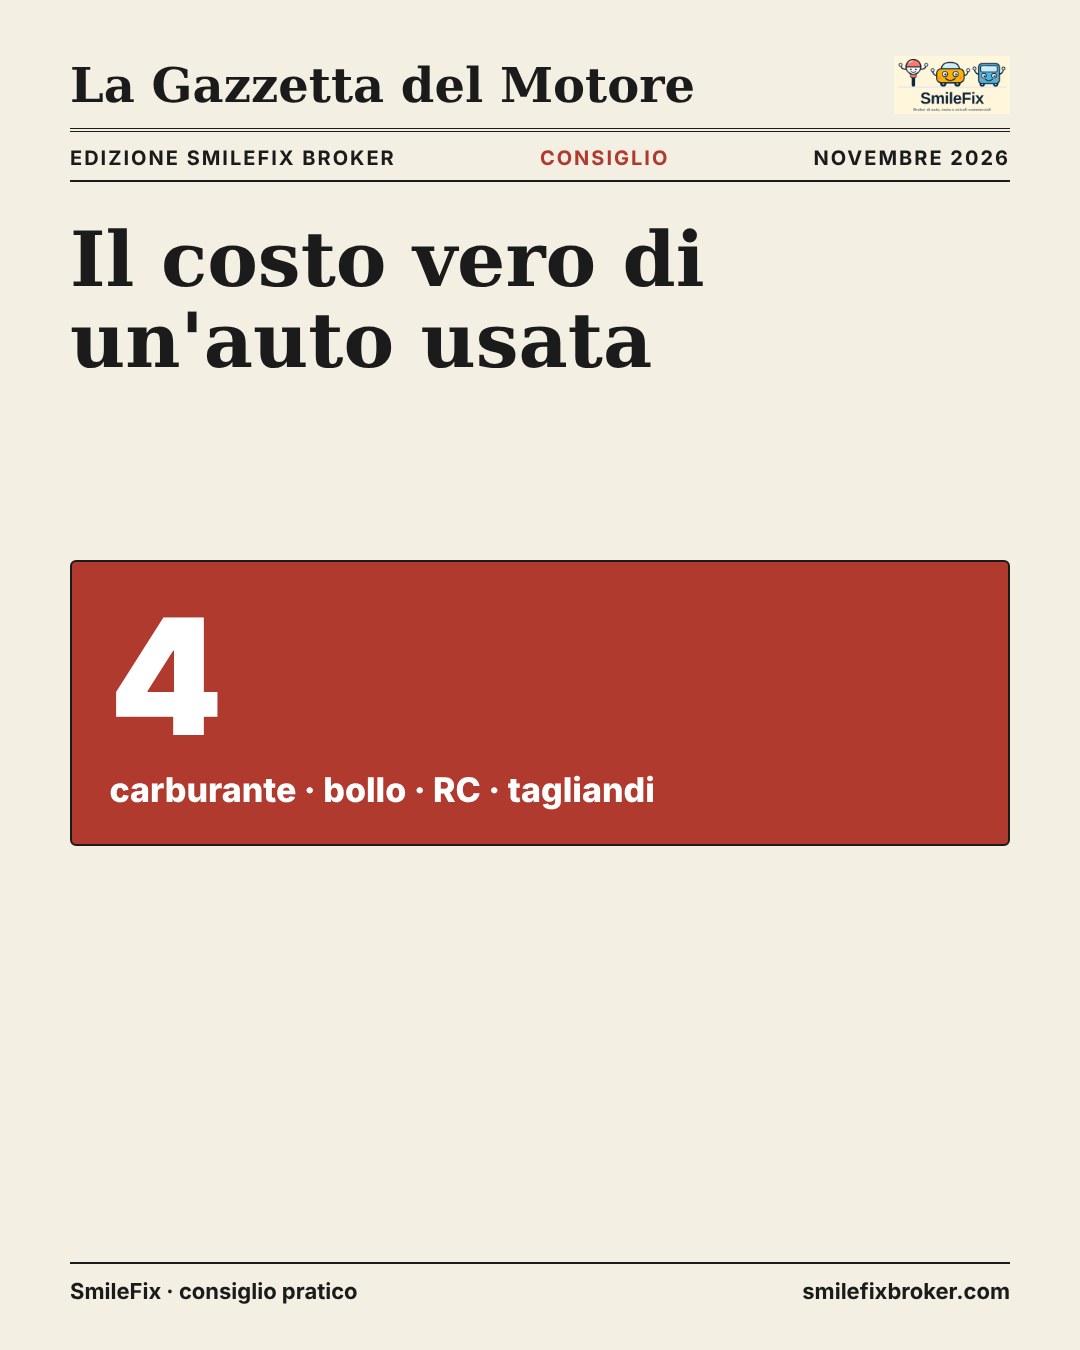 La Gazzetta del Motore
SmileFix
EDIZIONE SMILEFIX BROKER
CONSIGLIO
NOVEMBRE 2026
Il costo vero di
un'auto usata
4
carburante · bollo · RC · tagliandi
SmileFix · consiglio pratico
smilefixbroker.com